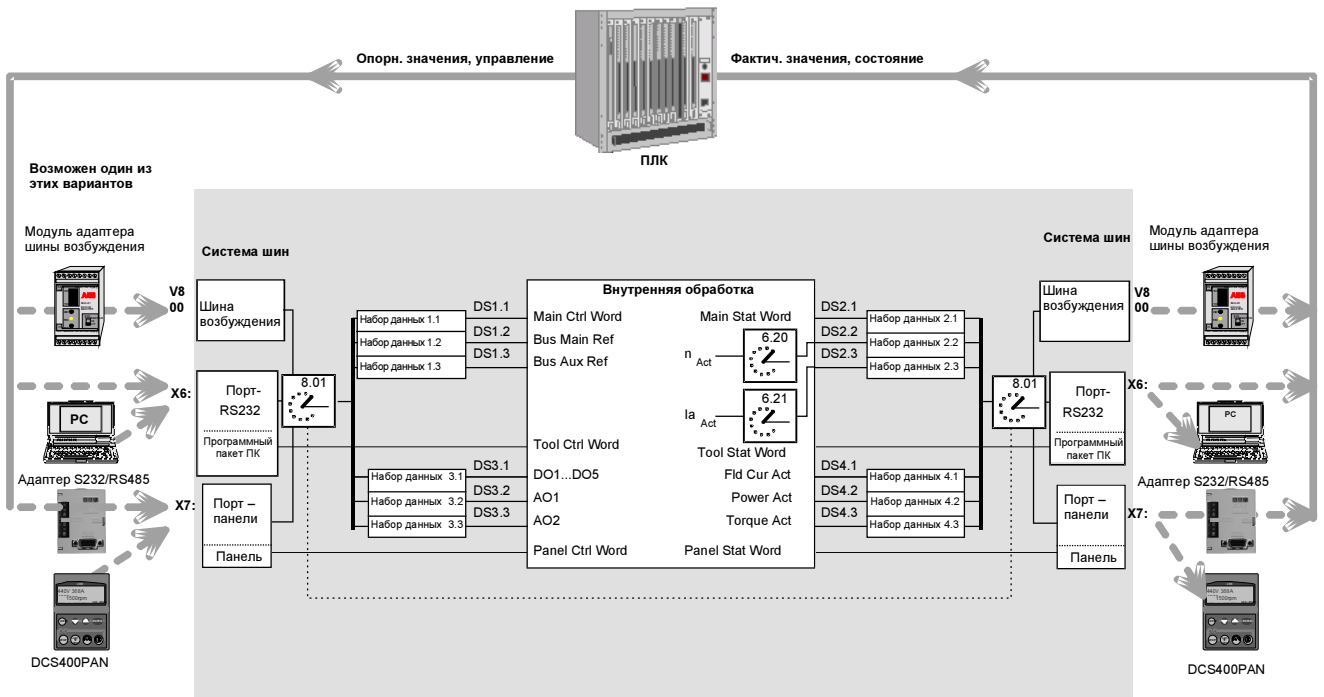 Опорн. значения, управление
Фактич. значения, состояние
ПЛК
Возможен один из
этих вариантов
Модуль адаптера
шины возбуждения
ABB
V8
00
X6:
PC
Адаптер S232/RS485
X7:
440V 368A
1500rpm
DCS400PAN
Система шин
Шина
возбуждения
Порт-
RS232
Программный
пакет ПК
Порт –
панели
Панель
8.01
Набор данных 1.1
Набор данных 1.2
Набор данных 1.3
Набор данных 3.1
Набор данных 3.2
Набор данных 3.3
DS1.1
DS1.2
DS1.3
DS3.1
DS3.2
DS3.3
Внутренняя обработка
Main Ctrl Word
Bus Main Ref
Bus Aux Ref
Tool Ctrl Word
DO1...DO5
AO1
AO2
Panel Ctrl Word
Main Stat Word
n Act
6.20
Ia Act
6.21
Tool Stat Word
Fld Cur Act
Power Act
Torque Act
Panel Stat Word
DS2.1
DS2.2
DS2.3
DS4.1
DS4.2
DS4.3
Набор данных 2.1
Набор данных 2.2
Набор данных 2.3
Набор данных 4.1
Набор данных 4.2
Набор данных 4.3
8.01
Система шин
Шина
возбуждения
Порт-
RS232
Программный
пакет ПК
Порт –
панели
Панель
Модуль адаптера
шины возбуждения
V8
00
ABB
X6:
PC
Адаптер S232/RS485
X7:
440V 368A
1500rpm
DCS400PAN